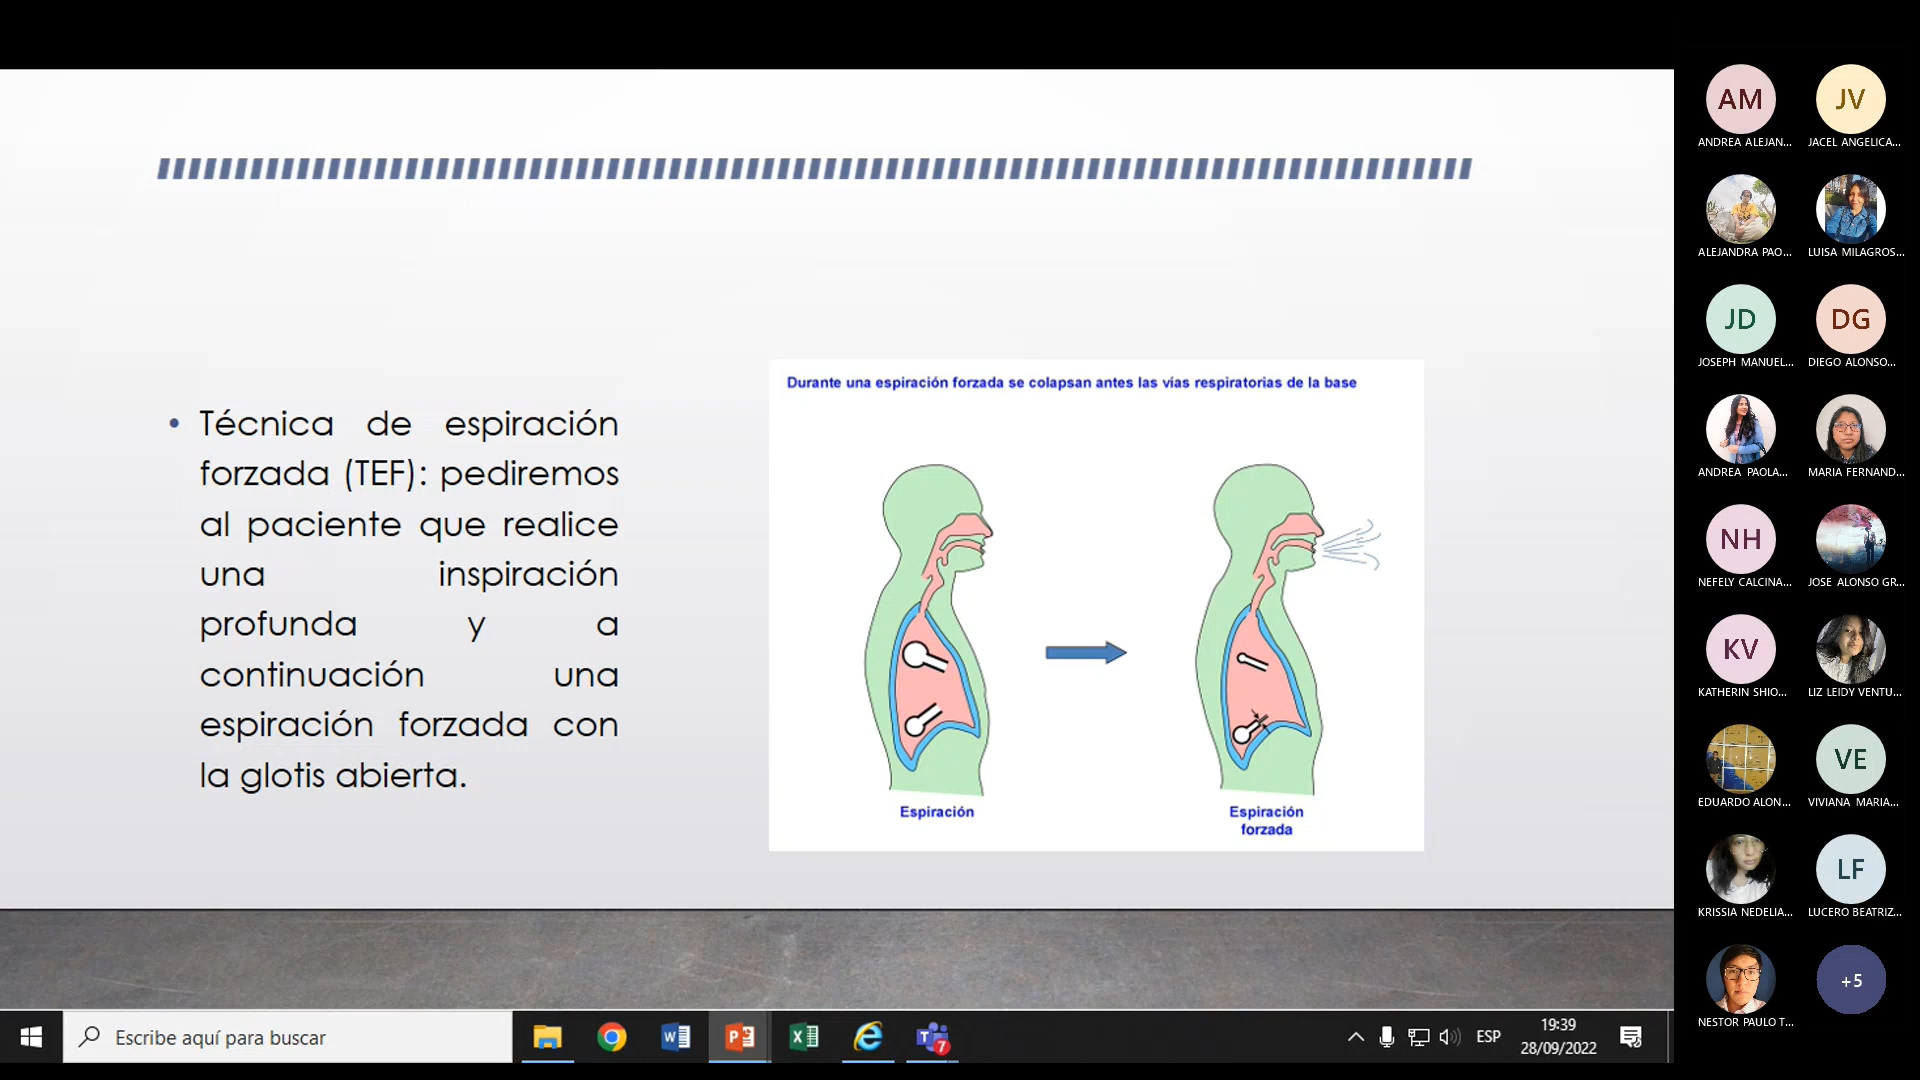 Durante una espiración forzada se colapsan antes las vías respiratorias de la base
• Técnica de espiración
forzada (TEF): pediremos
al paciente que realice
una inspiración
profunda y a
continuación una
espiración forzada con
la glotis abierta.
Espiración
Espiración
forzada
AM
ANDREA ALEJAN...
JV
JACEL ANGELICA...
ALEJANDRA PAO...
LUISA MILAGROS...
JD
JOSEPH MANUEL...
DG
DIEGO ALONSO...
ANDREA PAOLA...
MARIA FERNAND...
NH
NEFELY CALCINA...
JOSE ALONSO GR...
KV
KATHERIN SHIO...
LIZ LEIDY VENTU...
EDUARDO ALON...
VE
VIVIANA MARIA...
KRISSIA NEDELIA...
LF
LUCERO BEATRIZ...
NESTOR PAULO T...
+5
Escribe aquí para buscar
7
ESP
19:39
28/09/2022